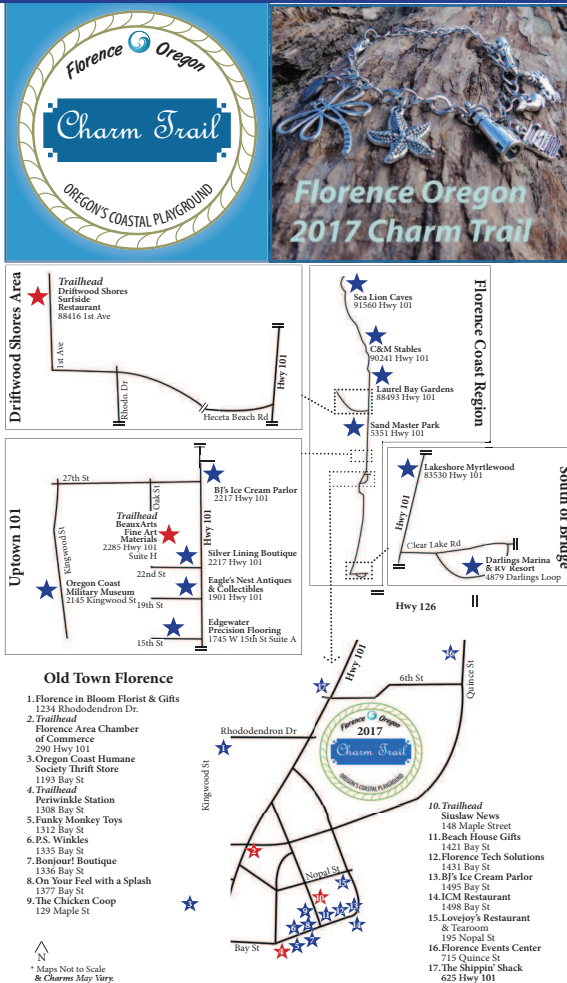 Florence Oregon
Charm Trail
OREGON'S COASTAL PLAYGROUND
Florence Oregon
2017 Charm Trail
Driftwood Shores Area
Trailhead
Driftwood Shores
Surfside
Restaurant
88416 1st Ave
1st Ave
Rhodo. Dr
Heceta Beach Rd
Hwy 101
Florence Coast Region
Sea Lion Caves
91560 Hwy 101
C&M Stables
90241 Hwy 101
Laurel Bay Gardens
88493 Hwy 101
Sand Master Park
5351 Hwy 101
Uptown 101
27th St
Oak St
Kingwood St
Hwy 101
BJ's Ice Cream Parlor
2217 Hwy 101
Trailhead
BeauxArts
Fine Art
Materials
2285 Hwy 101
Suite H
Silver Lining Boutique
2217 Hwy 101
22nd St
Oregon Coast
Military Museum
2145 Kingwood St
Eagle's Nest Antiques
& Collectibles
1901 Hwy 101
19th St
Edgewater
Precision Flooring
1745 W 15th St Suite A
15th St
South of Bridge
Lakeshore Myrtlewood
83530 Hwy 101
Hwy 101
Clear Lake Rd
Darlings Marina
& RV Resort
4879 Darlings Loop
Hwy 126
Old Town Florence
1. Florence in Bloom Florist & Gifts
1234 Rhododendron Dr.
2. Trailhead
Florence Area Chamber
of Commerce
290 Hwy 101
3. Oregon Coast Humane
Society Thrift Store
1193 Bay St
4. Trailhead
Periwinkle Station
1308 Bay St
5. Funky Monkey Toys
1312 Bay St
6. P.S. Winkles
1335 Bay St
7. Bonjour! Boutique
1336 Bay St
8. On Your Feel with a Splash
1377 Bay St
9. The Chicken Coop
129 Maple St
N
* Maps Not to Scale
& Charms May Vary.
Hwy 101
6th St
Quince St
Rhododendron Dr
Kingwood St
Florence Oregon
2017
Charm Trail
OREGON'S COASTAL PLAYGROUND
Nopal St
Bay St
10. Trailhead
Siuslaw News
148 Maple Street
11. Beach House Gifts
1421 Bay St
12. Florence Tech Solutions
1431 Bay St
13. BJ's Ice Cream Parlor
1495 Bay St
14. ICM Restaurant
1498 Bay St
15. Lovejoy's Restaurant
& Tearoom
195 Nopal St
16. Florence Events Center
715 Quince St
17. The Shippin' Shack
625 Hwy 101